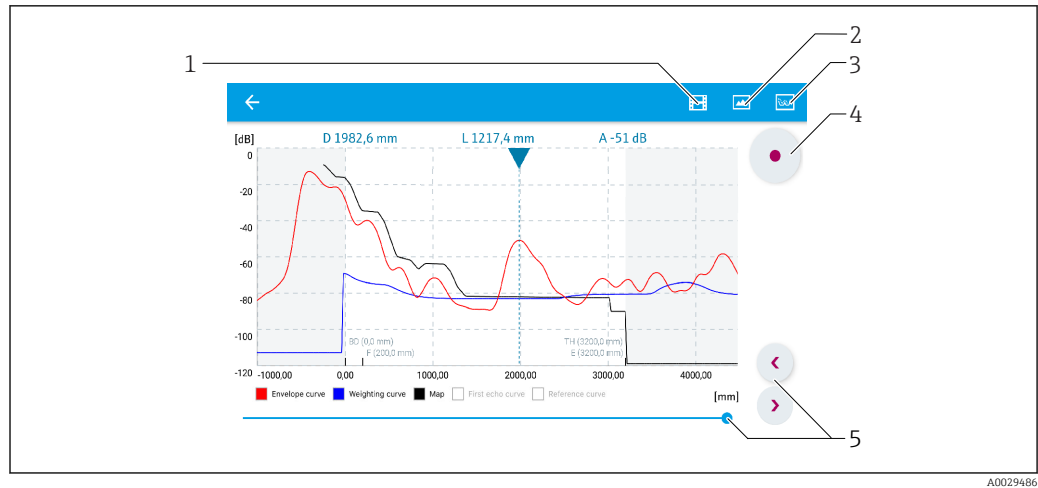 1
2
3
4
[dB]
D 1982,6 mm
L 1217,4 mm
A -51 dB
0
-20
-40
-60
-80
-100
-120
BD (0,0 mm)
F (200,0 mm)
TH (3200,0 mm)
E (3200,0 mm)
-1000,00
0,00
1000,00
2000,00
3000,00
4000,00
Envelope curve
Weighting curve
Map
First echo curve
Reference curve
[mm]
5
A0029486